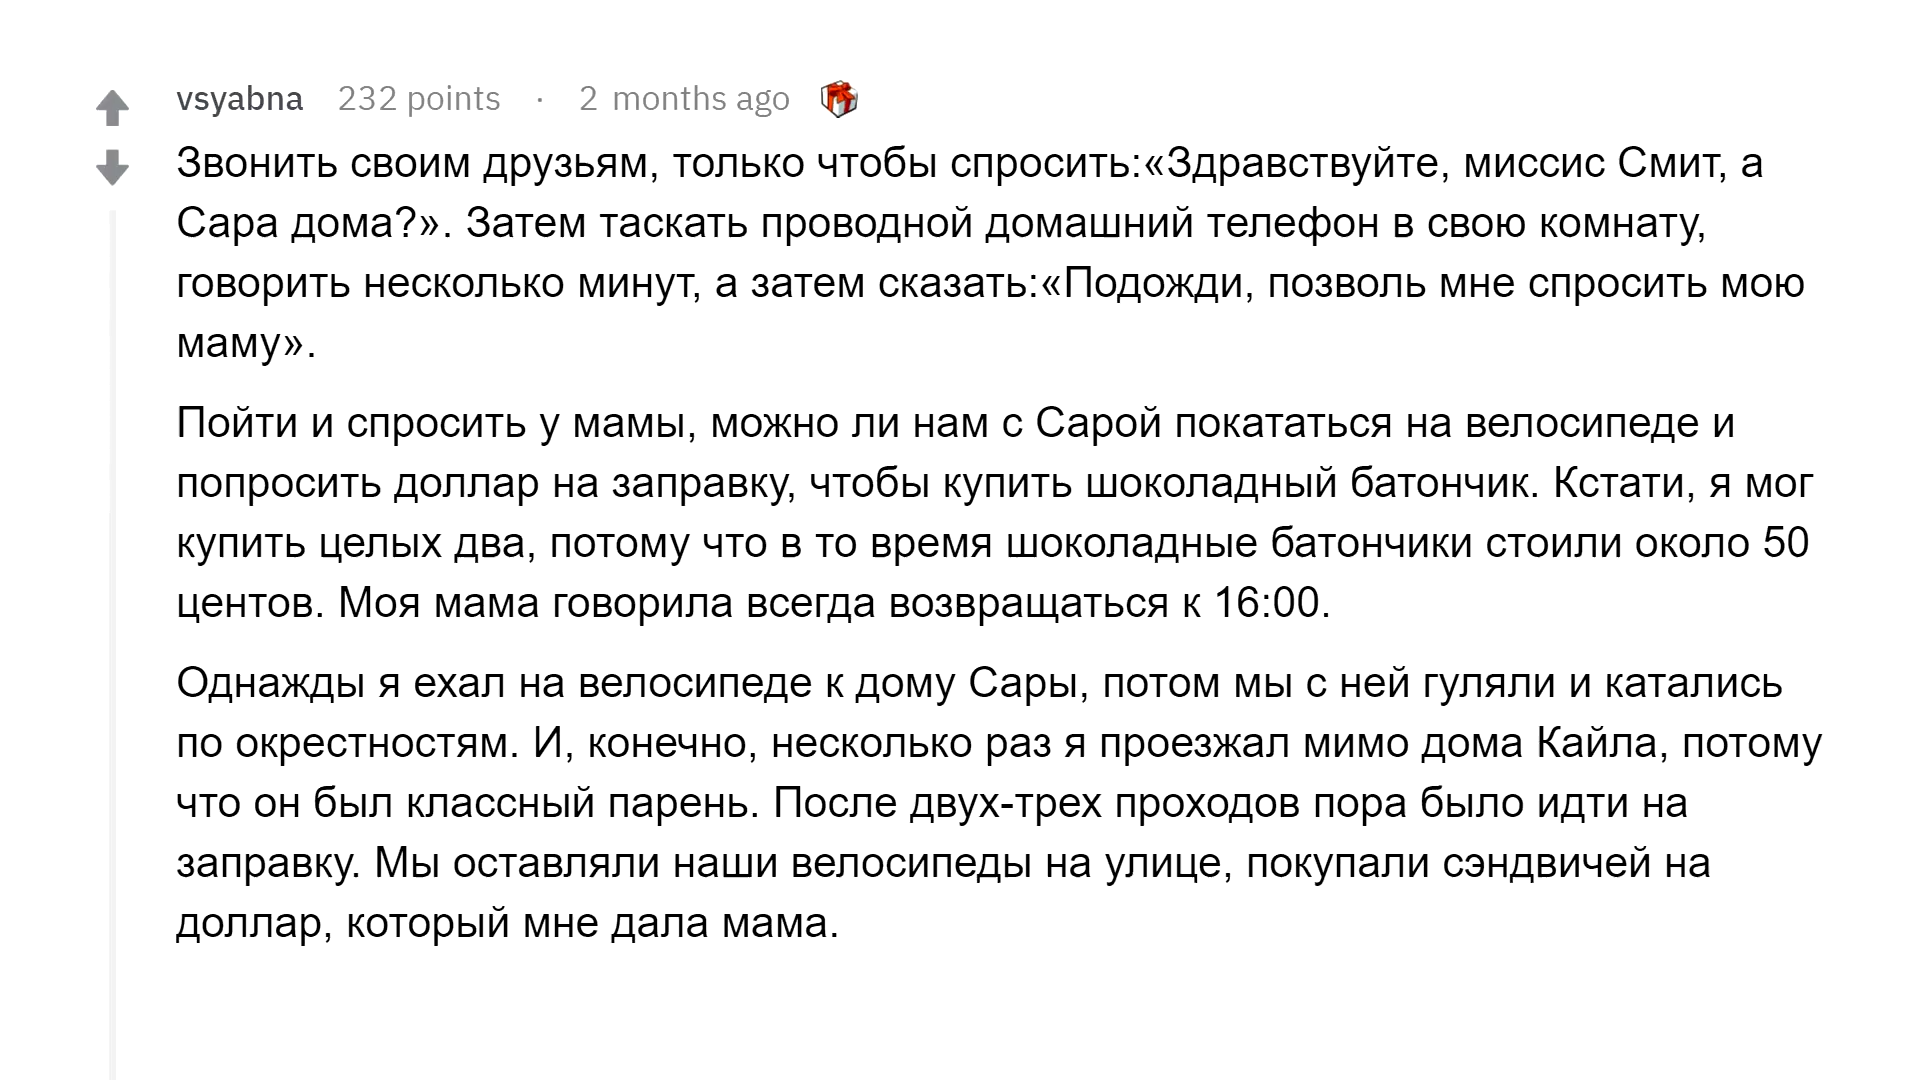 vsyabna 232 points · 2 months ago
Звонить своим друзьям, только чтобы спросить:«Здравствуйте, миссис Смит, а
Сара дома?». Затем таскать проводной домашний телефон в свою комнату,
говорить несколько минут, а затем сказать:«Подожди, позволь мне спросить мою
маму».
Пойти и спросить у мамы, можно ли нам с Сарой покататься на велосипеде и
попросить доллар на заправку, чтобы купить шоколадный батончик. Кстати, я мог
купить целых два, потому что в то время шоколадные батончики стоили около 50
центов. Моя мама говорила всегда возвращаться к 16:00.
Однажды я ехал на велосипеде к дому Сары, потом мы с ней гуляли и катались
по окрестностям. И, конечно, несколько раз я проезжал мимо дома Кайла, потому
что он был классный парень. После двух-трех проходов пора было идти на
заправку. Мы оставляли наши велосипеды на улице, покупали сэндвичей на
доллар, который мне дала мама.